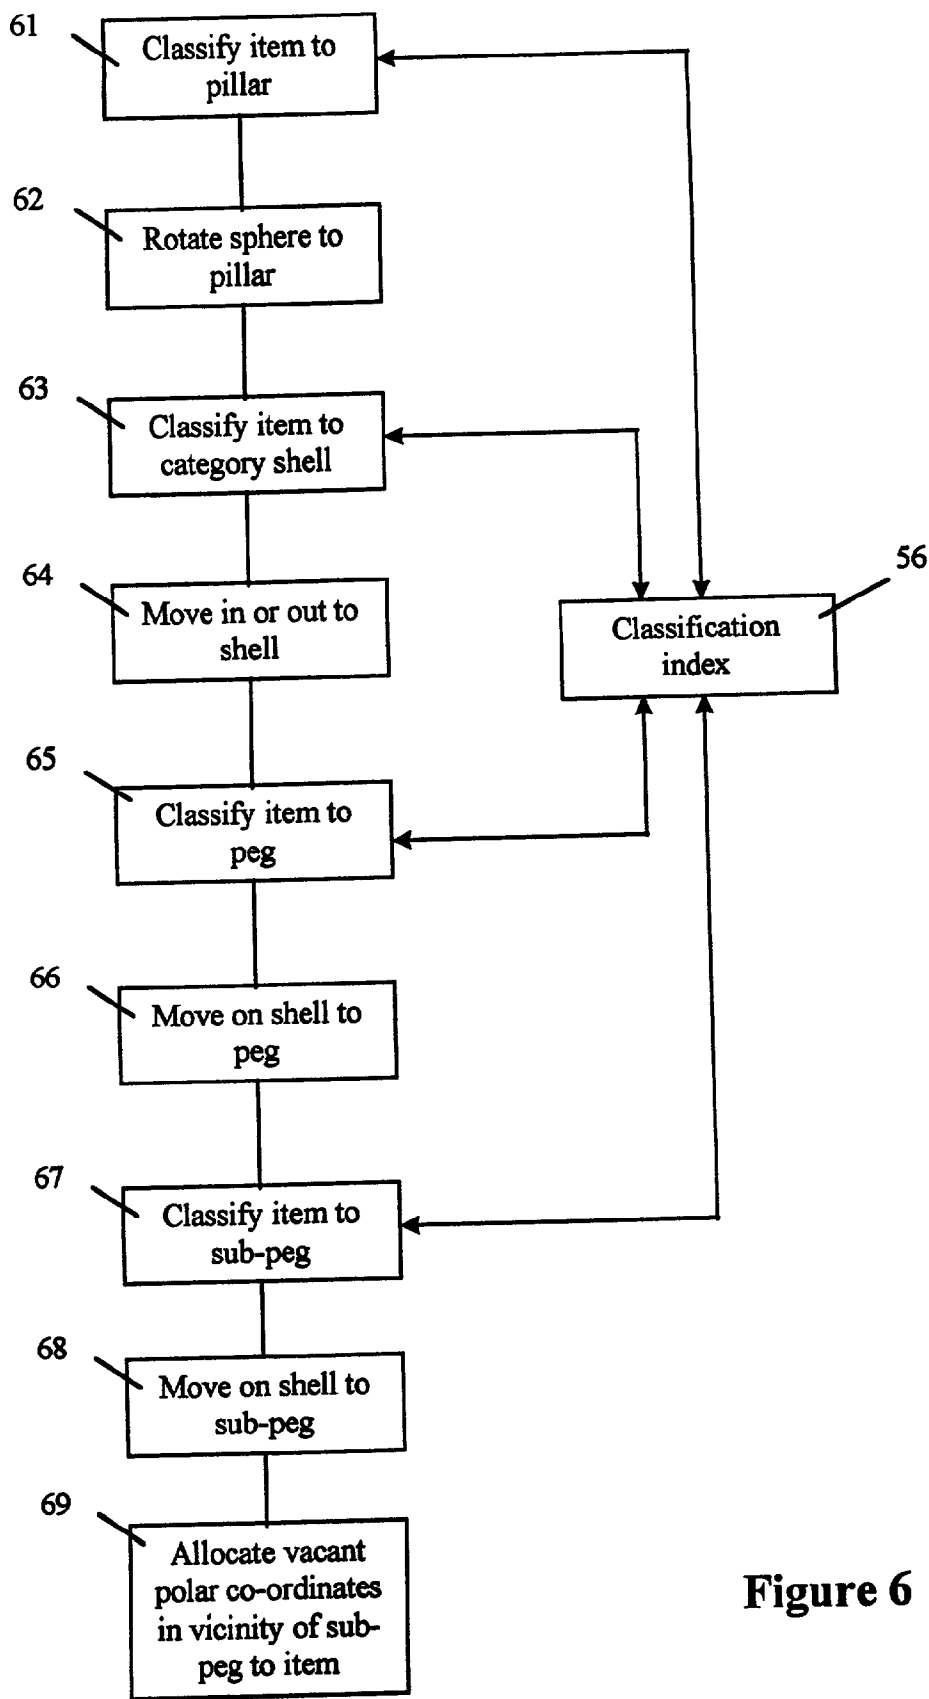 61
Classify item to
pillar
62
Rotate sphere to
pillar
63
Classify item to
category shell
64
Move in or out to
shell
56
Classification
index
65
Classify item to
peg
66
Move on shell to
peg
67
Classify item to
sub-peg
68
Move on shell to
sub-peg
69
Allocate vacant
polar co-ordinates
in vicinity of sub-
peg to item
Figure 6